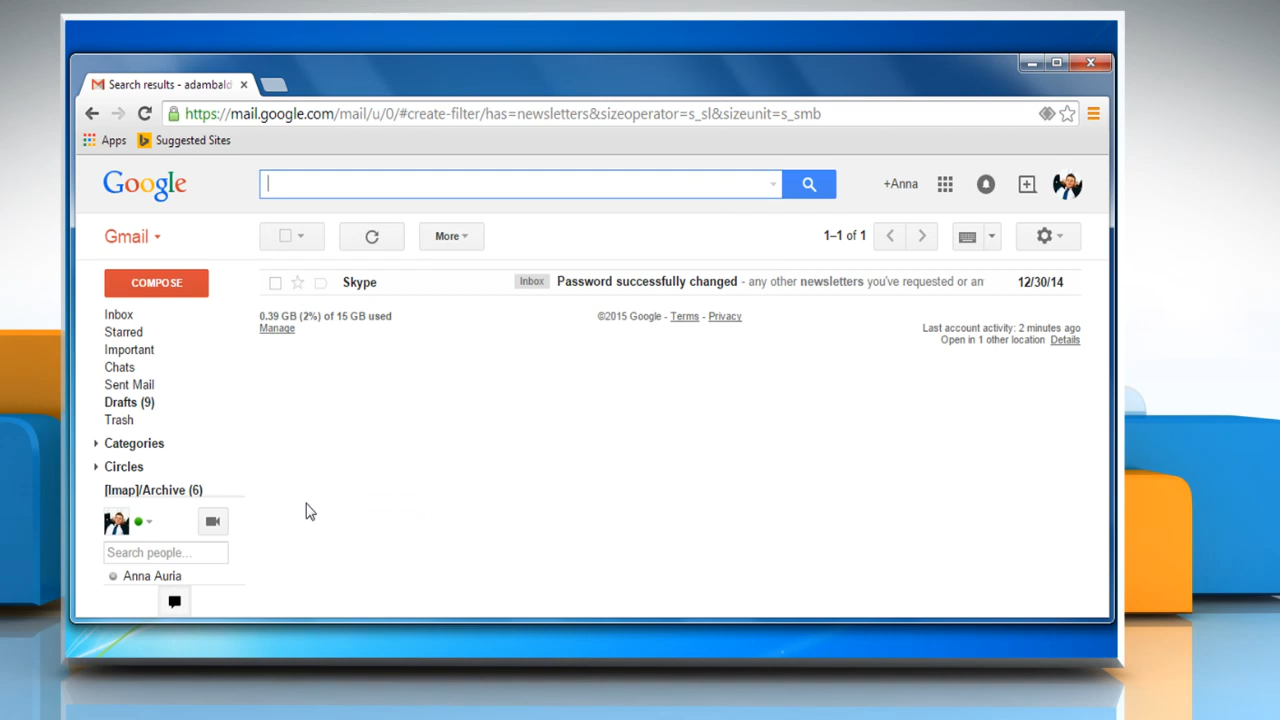 Search results - adambald
https://mail.google.com/mail/u/0/#create-filter/has=newsletters&sizeoperator=s_sl&sizeunit=s_smb
Apps
Suggested Sites
Google
+Anna
Gmail
More
1–1 of 1
COMPOSE
Skype
Inbox
Password successfully changed - any other newsletters you've requested or an
12/30/14
Inbox
Starred
Important
Chats
Sent Mail
Drafts (9)
Trash
Categories
Circles
[Imap]/Archive (6)
Search people...
Anna Auria
0.39 GB (2%) of 15 GB used
Manage
©2015 Google - Terms - Privacy
Last account activity: 2 minutes ago
Open in 1 other location Details